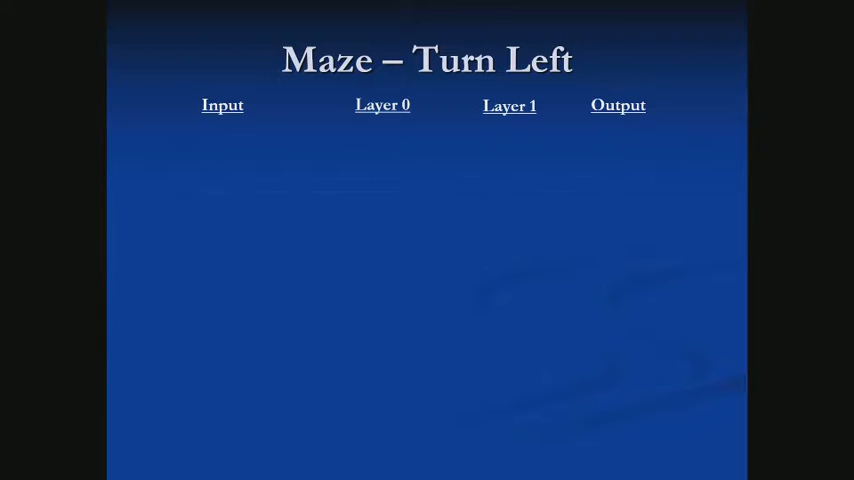 Maze – Turn Left
Input Layer 0 Layer 1 Output